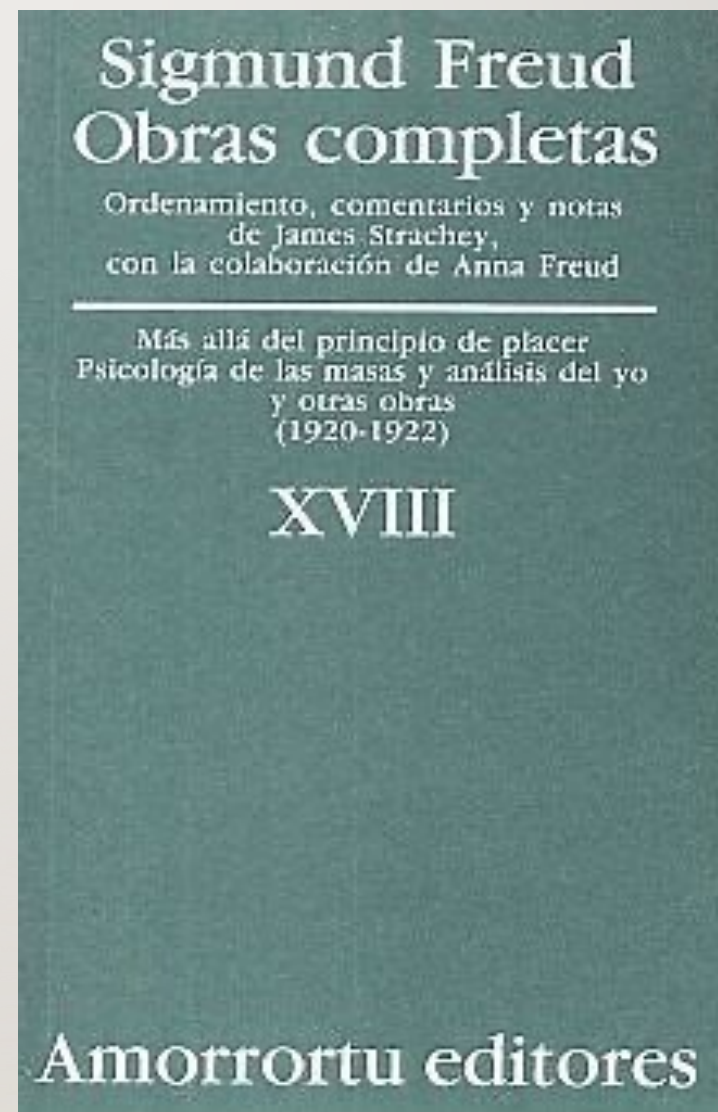 Sigmund Freud
Obras completas
Ordenamiento, comentarios y notas
de James Strachey,
con la colaboración de Anna Freud
Más allá del principio de placer
Psicología de las masas y análisis del yo
y otras obras
(1920-1922)
XVIII
Amorrortu editores